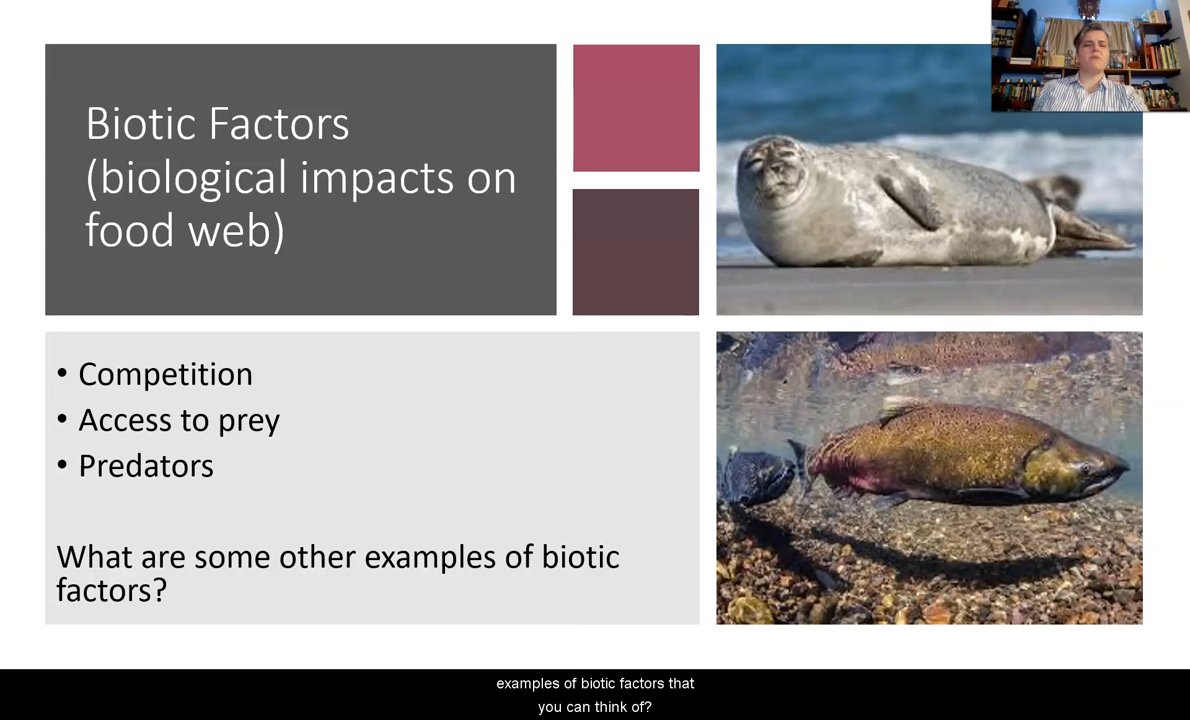 Biotic Factors
(biological impacts on
food web)
• Competition
• Access to prey
• Predators
What are some other examples of biotic
factors?
examples of biotic factors that
you can think of?